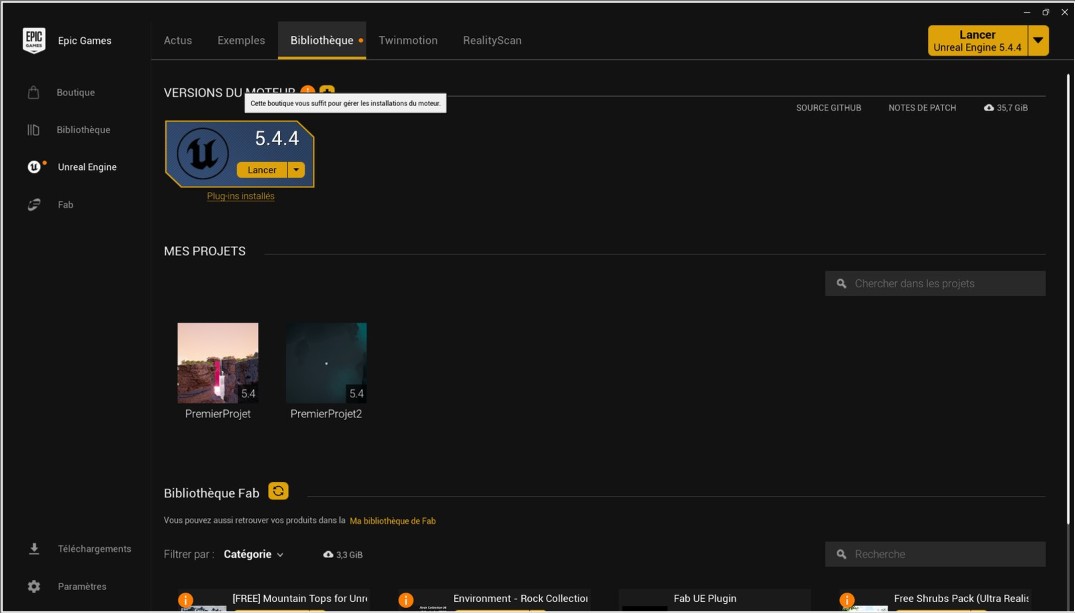 EPIC
GAMES
Epic Games
Actus
Exemples
Bibliothèque
Twinmotion
RealityScan
Lancer
Unreal Engine 5.4.4
Boutique
Bibliothèque
Unreal Engine
Fab
VERSIONS DU MOTEUR
Cette boutique vous suffit pour gérer les installations du moteur.
SOURCE GITHUB
NOTES DE PATCH
35,7 GiB
5.4.4
Lancer
Plug-ins installés
MES PROJETS
Chercher dans les projets
5.4
5.4
PremierProjet
PremierProjet2
Bibliothèque Fab
Vous pouvez aussi retrouver vos produits dans la Ma bibliothèque de Fab
Filtrer par : Catégorie
3,3 GiB
Recherche
Téléchargements
Paramètres
[FREE] Mountain Tops for Unr
Environment - Rock Collection
Fab UE Plugin
Free Shrubs Pack (Ultra Realis